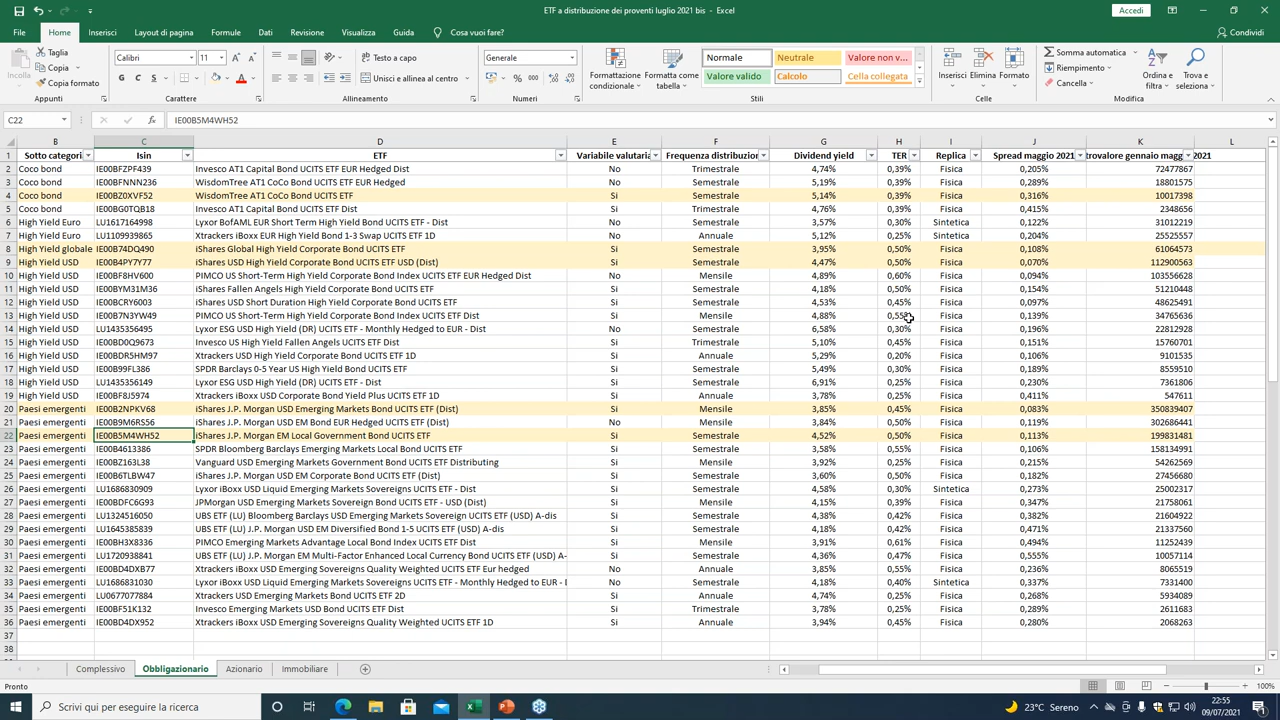 ETF a distribuzione dei proventi luglio 2021 bis - Excel
Accedi
File Home Inserisci Layout di pagina Formule Dati Revisione Visualizza Guida Cosa vuoi fare? Condividi
Incolla Taglia Copia Copia formato
Calibri 11
G C S
Testo a capo
Unisci e allinea al centro
Generale
% 000
Formattazione condizionale Formatta come tabella
Normale Neutrale Valore non v...
Valore valido Calcolo Cella collegata
Inserisci Elimina Formato
Somma automatica
Riempimento
Cancella
Ordina e filtra Trova e seleziona
Appunti Carattere Allineamento Numeri Stili Celle Modifica
C22 fx IE00B5M4WH52
B C D E F G H I J K L
1 Sotto categori Isin ETF Variabile valutaria Frequenza distribuzion Dividend yield TER Replica Spread maggio 2021 trovalore gennaio magg 2021
2 Coco bond IE00BFZPF439 Invesco AT1 Capital Bond UCITS ETF EUR Hedged Dist No Trimestrale 4,74% 0,39% Fisica 0,205% 72477867
3 Coco bond IE00BFNNN236 WisdomTree AT1 CoCo Bond UCITS ETF EUR Hedged No Semestrale 5,19% 0,39% Fisica 0,289% 18801575
4 Coco bond IE00BZ0XVF52 WisdomTree AT1 CoCo Bond UCITS ETF Si Semestrale 5,14% 0,39% Fisica 0,316% 10017398
5 Coco bond IE00BG0TQB18 Invesco AT1 Capital Bond UCITS ETF Dist Si Trimestrale 4,76% 0,39% Fisica 0,415% 2348656
6 High Yield Euro LU1617164998 Lyxor BofAML EUR Short Term High Yield Bond UCITS ETF - Dist No Semestrale 3,57% 0,30% Sintetica 0,122% 31012219
7 High Yield Euro LU1109939865 Xtrackers iBoxx EUR High Yield Bond 1-3 Swap UCITS ETF 1D No Annuale 5,12% 0,25% Sintetica 0,204% 25525557
8 High Yield globale IE00B74DQ490 iShares Global High Yield Corporate Bond UCITS ETF Si Semestrale 3,95% 0,50% Fisica 0,108% 61064573
9 High Yield USD IE00B4PY7Y77 iShares USD High Yield Corporate Bond UCITS ETF USD (Dist) Si Semestrale 4,47% 0,50% Fisica 0,070% 112900563
10 High Yield USD IE00BF8HV600 PIMCO US Short-Term High Yield Corporate Bond Index UCITS ETF EUR Hedged Dist No Mensile 4,89% 0,60% Fisica 0,094% 103556628
11 High Yield USD IE00BYM31M36 iShares Fallen Angels High Yield Corporate Bond UCITS ETF Si Semestrale 4,18% 0,50% Fisica 0,154% 51210448
12 High Yield USD IE00BCRY6003 iShares USD Short Duration High Yield Corporate Bond UCITS ETF Si Semestrale 4,53% 0,45% Fisica 0,097% 48625491
13 High Yield USD IE00B7N3YW49 PIMCO US Short-Term High Yield Corporate Bond Index UCITS ETF Dist Si Mensile 4,88% 0,55% Fisica 0,139% 34765636
14 High Yield USD LU1435356495 Lyxor ESG USD High Yield (DR) UCITS ETF - Monthly Hedged to EUR - Dist No Semestrale 6,58% 0,30% Fisica 0,196% 22812928
15 High Yield USD IE00BD0Q9673 Invesco US High Yield Fallen Angels UCITS ETF Si Trimestrale 5,10% 0,45% Fisica 0,151% 15760701
16 High Yield USD IE00BDR5HM97 Xtrackers USD High Yield Corporate Bond UCITS ETF 1D Si Annuale 5,29% 0,20% Fisica 0,106% 9101535
17 High Yield USD IE00B99FL386 SPDR Barclays 0-5 Year US High Yield Bond UCITS ETF Si Semestrale 5,49% 0,30% Fisica 0,189% 8559510
18 High Yield USD LU1435356149 Lyxor ESG USD High Yield (DR) UCITS ETF - Dist Si Semestrale 6,91% 0,25% Fisica 0,230% 7361806
19 High Yield USD IE00BF8J5974 Xtrackers USD Corporate Bond Yield Plus UCITS ETF 1D Si Annuale 3,78% 0,25% Fisica 0,411% 547611
20 Paesi emergenti IE00B2NPKV68 iShares J.P. Morgan USD Emerging Markets Bond UCITS ETF (Dist) Si Mensile 3,85% 0,45% Fisica 0,083% 350839407
21 Paesi emergenti IE00B9M6RS56 iShares J.P. Morgan USD EM Bond EUR Hedged UCITS ETF (Dist) No Mensile 3,84% 0,50% Fisica 0,119% 302686441
22 Paesi emergenti IE00B5M4WH52 iShares J.P. Morgan EM Local Government Bond UCITS ETF Si Semestrale 4,52% 0,50% Fisica 0,113% 199831481
23 Paesi emergenti IE00B4613386 SPDR Bloomberg Barclays Emerging Markets Local Bond UCITS ETF Si Semestrale 3,58% 0,55% Fisica 0,106% 158134991
24 Paesi emergenti IE00BZ163L38 Vanguard USD Emerging Markets Government Bond UCITS ETF Distributing Si Mensile 3,92% 0,25% Fisica 0,215% 54262569
25 Paesi emergenti IE00B6TLBW47 iShares J.P. Morgan USD EM Corporate Bond UCITS ETF (Dist) Si Semestrale 3,60% 0,50% Fisica 0,182% 27456680
26 Paesi emergenti LU1686830909 Lyxor iBoxx USD Liquid Emerging Markets Sovereigns UCITS ETF - Dist Si Semestrale 4,58% 0,30% Sintetica 0,273% 25002317
27 Paesi emergenti IE00BDFC6G93 JPMorgan USD Emerging Markets Sovereign Bond UCITS ETF - USD (Dist) Si Mensile 4,15% 0,39% Fisica 0,347% 21758061
28 Paesi emergenti LU1324516050 UBS ETF (LU) Bloomberg Barclays USD Emerging Markets Sovereign UCITS ETF (USD) A-dis Si Semestrale 4,38% 0,42% Fisica 0,382% 21604922
29 Paesi emergenti LU1645385839 UBS ETF (LU) J.P. Morgan USD EM Diversified Bond 1-5 UCITS ETF (USD) A-dis Si Semestrale 4,18% 0,42% Fisica 0,471% 21337560
30 Paesi emergenti IE00BH3X8336 PIMCO Emerging Markets Advantage Local Bond Index UCITS ETF Dist Si Mensile 3,91% 0,61% Fisica 0,494% 11252439
31 Paesi emergenti LU1720938841 UBS ETF (LU) J.P. Morgan EM Multi-Factor Enhanced Local Currency Bond UCITS ETF (USD) A- Si Semestrale 4,36% 0,47% Fisica 0,555% 10057114
32 Paesi emergenti IE00BD4DXB77 Xtrackers iBoxx USD Emerging Sovereigns Quality Weighted UCITS ETF Eur hedged No Annuale 3,85% 0,55% Fisica 0,236% 8065519
33 Paesi emergenti LU1686831030 Lyxor iBoxx USD Liquid Emerging Markets Sovereigns UCITS ETF - Monthly Hedged to EUR - D No Semestrale 4,18% 0,40% Sintetica 0,337% 7331400
34 Paesi emergenti LU0677077884 Xtrackers USD Emerging Markets Bond UCITS ETF 2D Si Annuale 4,74% 0,25% Fisica 0,268% 5934089
35 Paesi emergenti IE00BF51K132 Invesco Emerging Markets USD Bond UCITS ETF Dist Si Trimestrale 3,78% 0,25% Fisica 0,289% 2611683
36 Paesi emergenti IE00BD4DX952 Xtrackers iBoxx USD Emerging Sovereigns Quality Weighted UCITS ETF 1D Si Annuale 3,94% 0,45% Fisica 0,280% 2068263
37
38
Complessivo Obbligazionario Azionario Immobiliare
Pronto 100%
Scrivi qui per eseguire la ricerca
23°C Sereno
22:55
09/07/2021